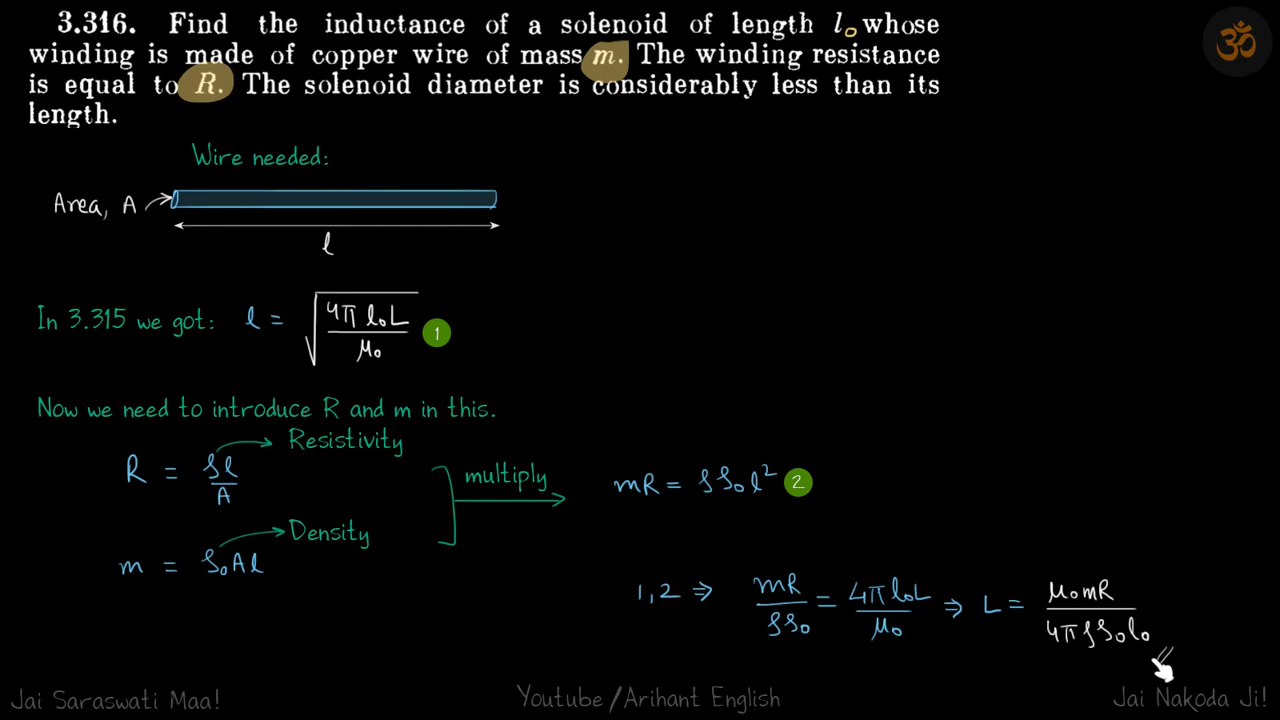 3.316. Find the inductance of a solenoid of length l₀ whose
winding is made of copper wire of mass m. The winding resistance
is equal to R. The solenoid diameter is considerably less than its
length.
Wire needed:
Area, A
l
In 3.315 we got: l = √(4π l₀L / μ₀) 1
Now we need to introduce R and m in this.
Resistivity
R = ρl / A
multiply
mR = ρρ₀l² 2
Density
m = ρ₀Al
1,2 ⇒ mR / ρρ₀ = 4πl₀L / μ₀ ⇒ L = μ₀mR / 4πρρ₀l₀
Jai Saraswati Maa! Youtube/Arihant English Jai Nakoda Ji!
ॐ